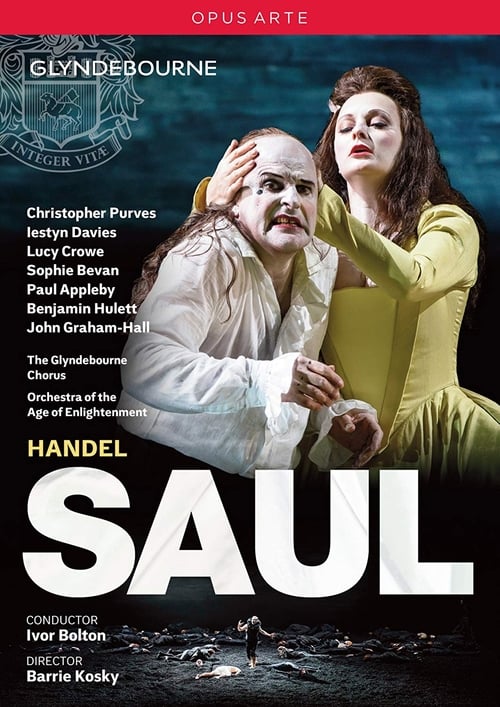 OPUS ARTE
GLYNDEBOURNE
INTEGER VITÆ
Christopher Purves
Iestyn Davies
Lucy Crowe
Sophie Bevan
Paul Appleby
Benjamin Hulett
John Graham-Hall
The Glyndebourne
Chorus
Orchestra of the
Age of Enlightenment
HANDEL
SAUL
CONDUCTOR
Ivor Bolton
DIRECTOR
Barrie Kosky